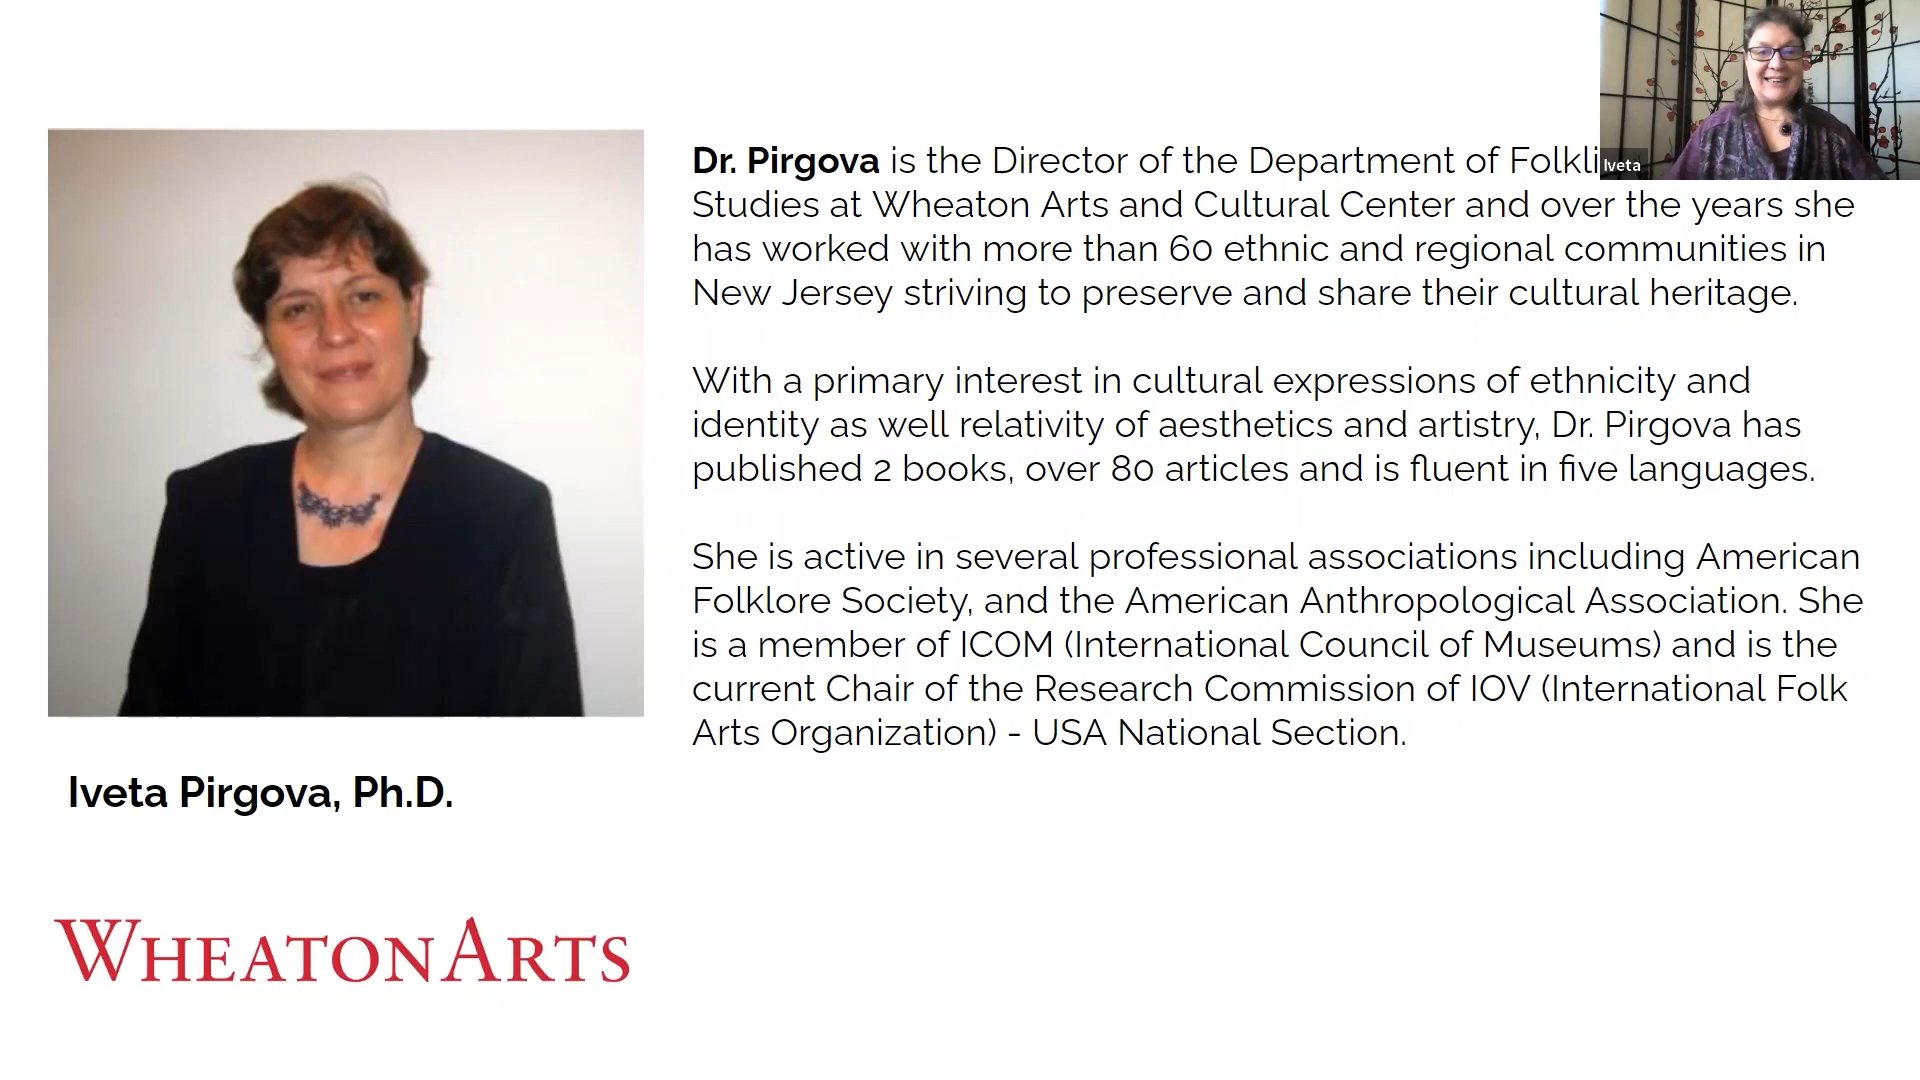 Dr. Pirgova is the Director of the Department of
Studies at Wheaton Arts and Cultural Center and over the years she
has worked with more than 60 ethnic and regional communities in
New Jersey striving to preserve and share their cultural heritage.
With a primary interest in cultural expressions of ethnicity and
identity as well relativity of aesthetics and artistry, Dr. Pirgova has
published 2 books, over 80 articles and is fluent in five languages.
She is active in several professional associations including American
Folklore Society, and the American Anthropological Association. She
is a member of ICOM (International Council of Museums) and is the
current Chair of the Research Commission of IOV (International Folk
Arts Organization) - USA National Section.
Iveta Pirgova, Ph.D.
WHEATONARTS
Iveta